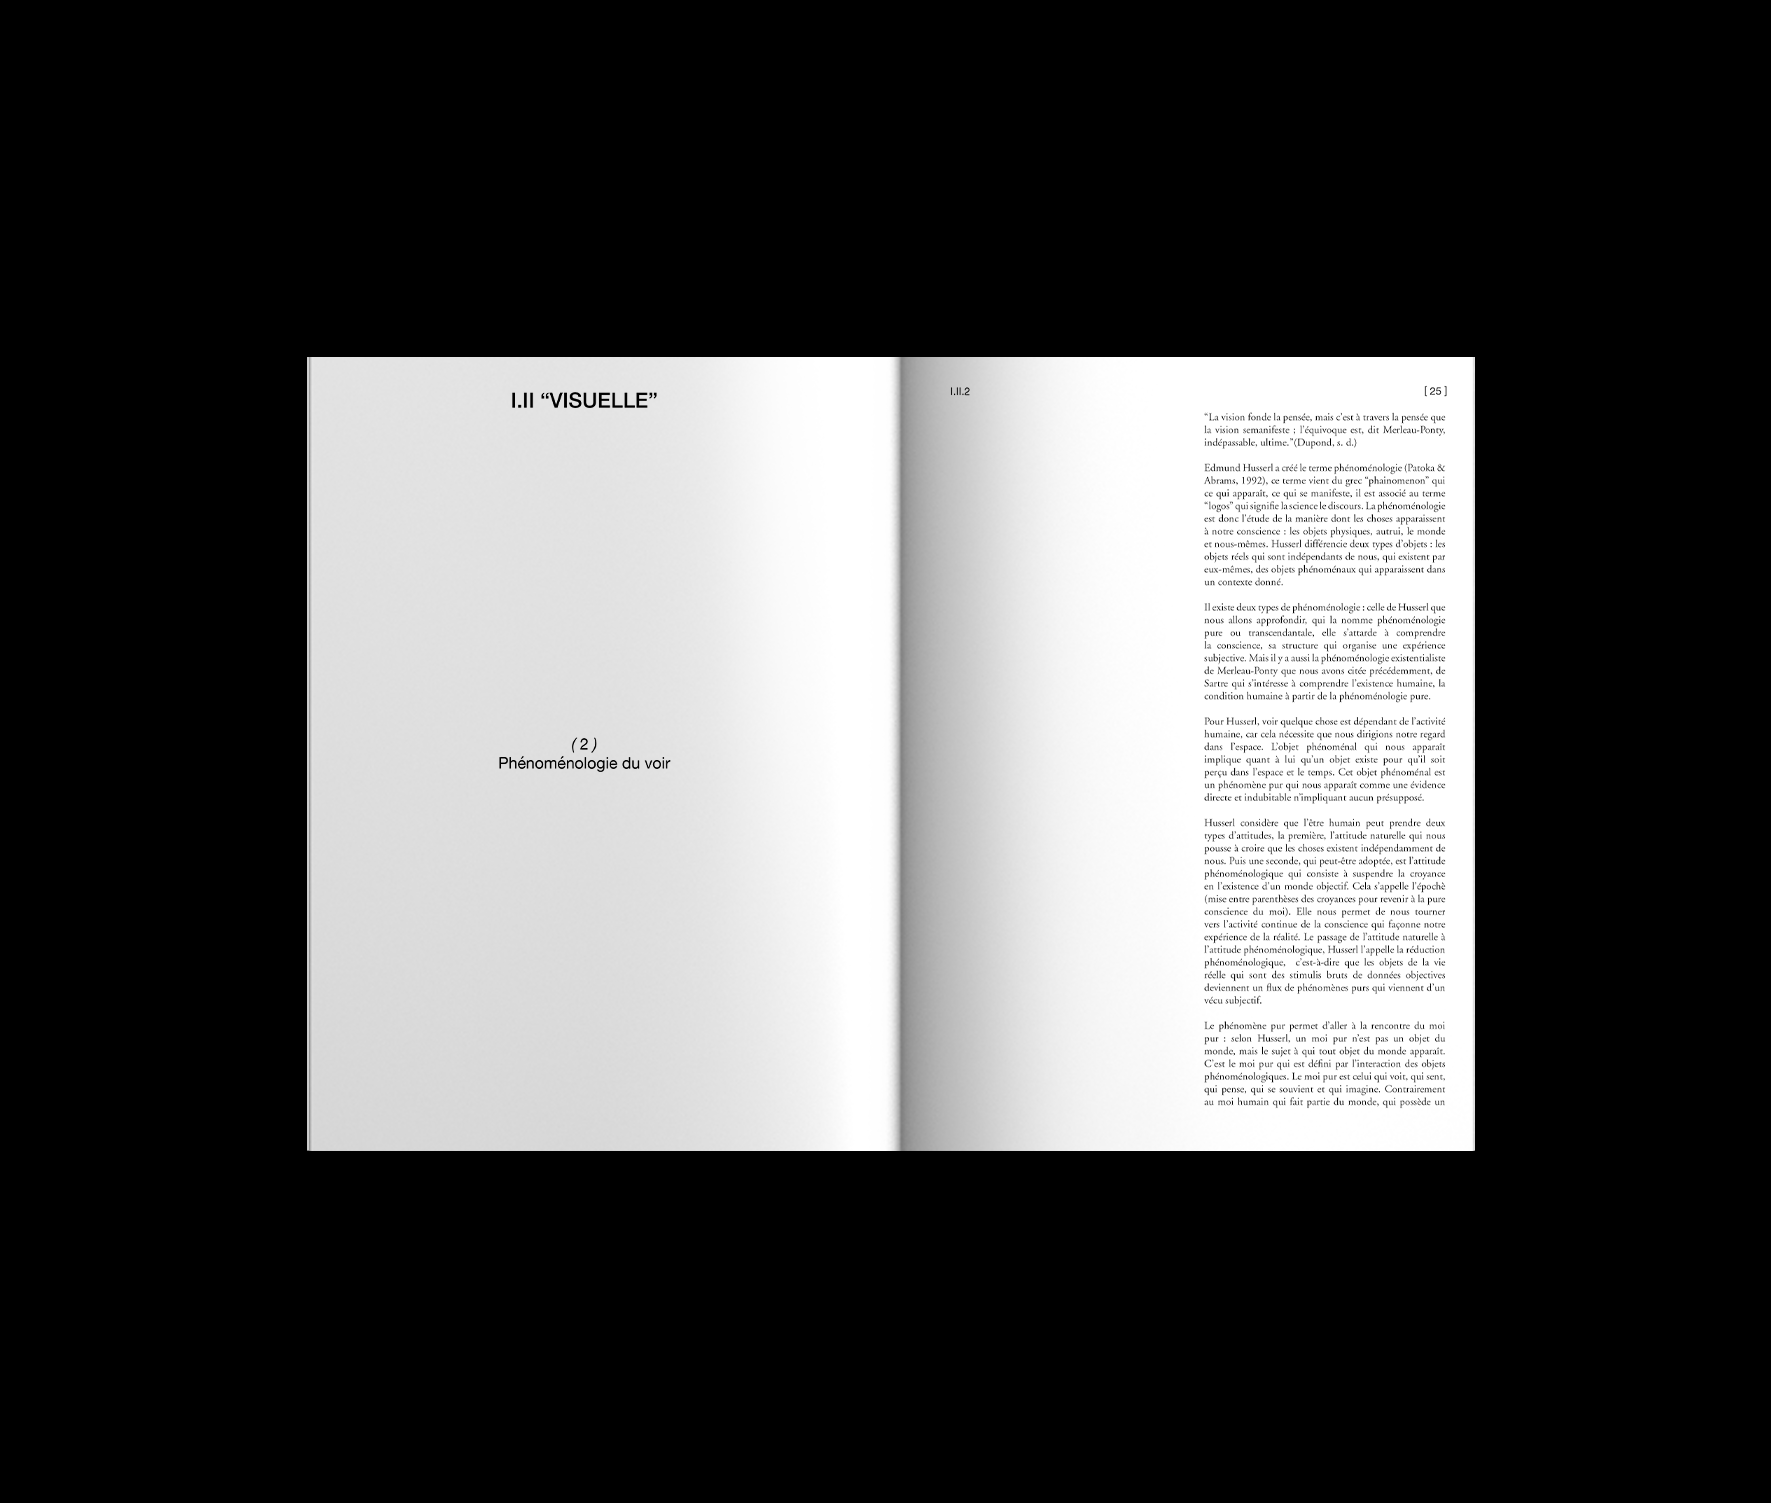 I.II “VISUELLE”
( 2 )
Phénoménologie du voir
I.II.2
[ 25 ]
“La vision fonde la pensée, mais c’est à travers la pensée que
la vision semanifeste ; l’équivoque est, dit Merleau-Ponty,
indépassable, ultime.”(Dupond, s. d.)
Edmund Husserl a créé le terme phénoménologie (Patoka &
Abrams, 1992), ce terme vient du grec “phainomenon” qui
ce qui apparaît, ce qui se manifeste, il est associé au terme
“logos” qui signifie la science le discours. La phénoménologie
est donc l’étude de la manière dont les choses apparaissent
à notre conscience : les objets physiques, autrui, le monde
et nous-mêmes. Husserl différencie deux types d’objets : les
objets réels qui sont indépendants de nous, qui existent par
eux-mêmes, des objets phénoménaux qui apparaissent dans
un contexte donné.
Il existe deux types de phénoménologie : celle de Husserl que
nous allons approfondir, qui la nomme phénoménologie
pure ou transcendantale, elle s’attarde à comprendre
la conscience, sa structure qui organise une expérience
subjective. Mais il y a aussi la phénoménologie existentialiste
de Merleau-Ponty que nous avons citée précédemment, de
Sartre qui s’intéresse à comprendre l’existence humaine, la
condition humaine à partir de la phénoménologie pure.
Pour Husserl, voir quelque chose est dépendant de l’activité
humaine, car cela nécessite que nous dirigions notre regard
dans l’espace. L’objet phénoménal qui nous apparaît
implique quant à lui qu’un objet existe pour qu’il soit
perçu dans l’espace et le temps. Cet objet phénoménal est
un phénomène pur qui nous apparaît comme une évidence
directe et indubitable n’impliquant aucun présupposé.
Husserl considère que l’être humain peut prendre deux
types d’attitudes, la première, l’attitude naturelle qui nous
pousse à croire que les choses existent indépendamment de
nous. Puis une seconde, qui peut-être adoptée, est l’attitude
phénoménologique qui consiste à suspendre la croyance
en l’existence d’un monde objectif. Cela s’appelle l’épochè
(mise entre parenthèses des croyances pour revenir à la pure
conscience du moi). Elle nous permet de nous tourner
vers l’activité continue de la conscience qui façonne notre
expérience de la réalité. Le passage de l’attitude naturelle à
l’attitude phénoménologique, Husserl l’appelle la réduction
phénoménologique, c’est-à-dire que les objets de la vie
réelle qui sont des stimulis bruts de données objectives
deviennent un flux de phénomènes purs qui viennent d’un
vécu subjectif.
Le phénomène pur permet d’aller à la rencontre du moi
pur : selon Husserl, un moi pur n’est pas un objet du
monde, mais le sujet à qui tout objet du monde apparaît.
C’est le moi pur qui est défini par l’interaction des objets
phénoménologiques. Le moi pur est celui qui voit, qui sent,
qui pense, qui se souvient et qui imagine. Contrairement
au moi humain qui fait partie du monde, qui possède un